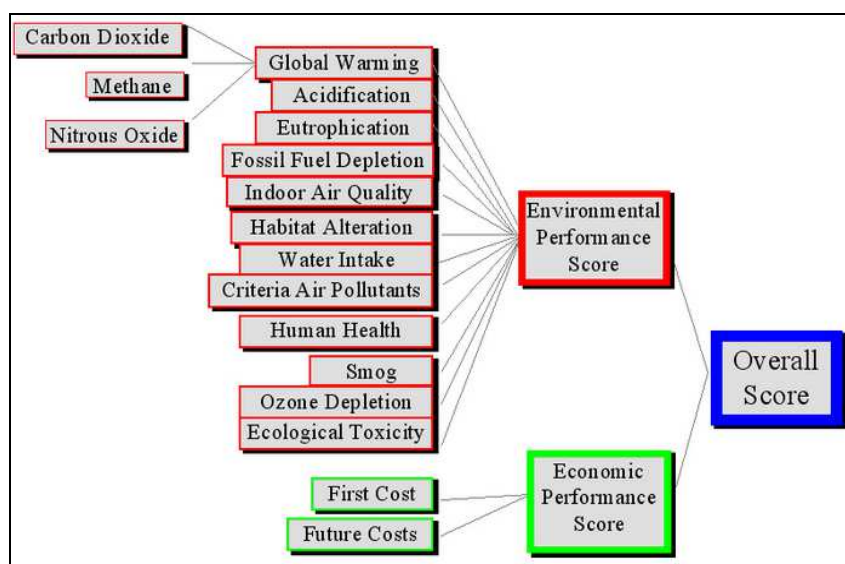 Carbon Dioxide
Methane
Nitrous Oxide
Global Warming
Acidification
Eutrophication
Fossil Fuel Depletion
Indoor Air Quality
Habitat Alteration
Water Intake
Criteria Air Pollutants
Human Health
Smog
Ozone Depletion
Ecological Toxicity
First Cost
Future Costs
Environmental
Performance
Score
Economic
Performance
Score
Overall
Score